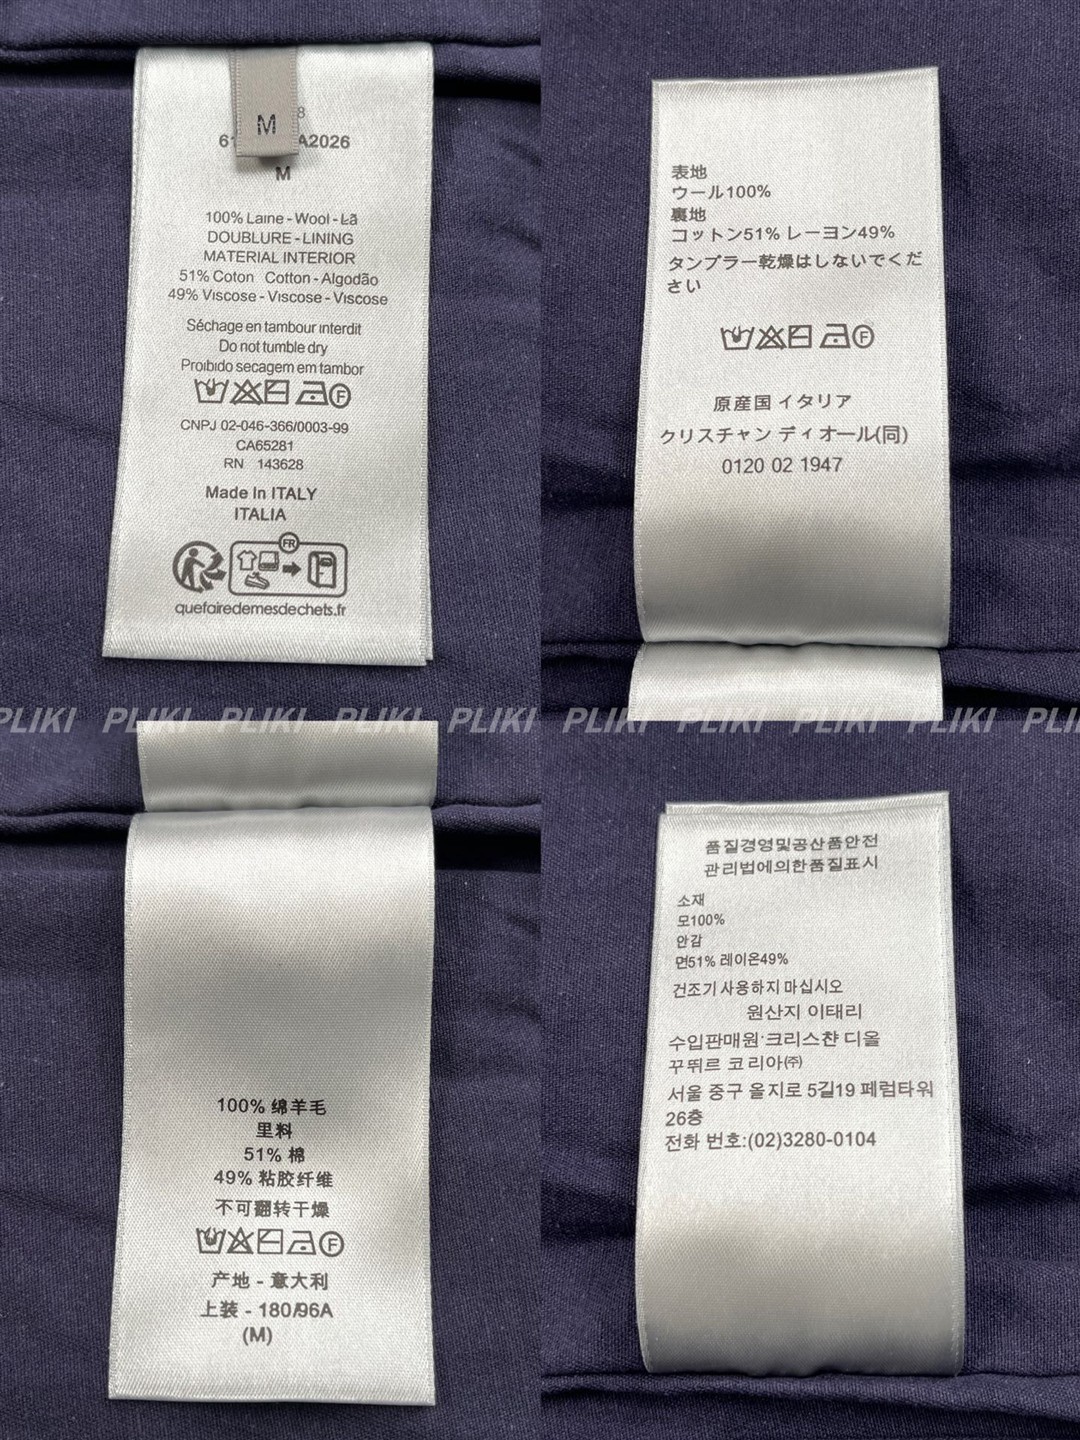 M
8
A2026
M
100% Laine - Wool - Lã
DOUBLURE - LINING
MATERIAL INTERIOR
51% Coton Cotton - Algodão
49% Viscose - Viscose - Viscose
Séchage en tambour interdit
Do not tumble dry
Proibido secagem em tambor
F
CNPJ 02-046-366/0003-99
CA65281
RN 143628
Made In ITALY
ITALIA
FR
quefairedemesdechets.fr
表地
ウール100%
裏地
コットン51% レーヨン49%
タンブラー乾燥はしないでくだ
さい
F
原産国 イタリア
クリスチャン ディオール(同)
0120 02 1947
PLIKI PLIKI PLIKI PLIKI PLIKI PLIKI PLIKI PLIKI PLIKI PLIKI
100% 绵羊毛
里料
51% 棉
49% 粘胶纤维
不可翻转干燥
F
产地 - 意大利
上装 - 180/96A
(M)
품질경영및공산품안전
관리법에의한품질표시
소재
모100%
안감
면51% 레이온49%
건조기 사용하지 마십시오
원산지 이태리
수입판매원·크리스챤 디올
꾸뛰르 코리아㈜
서울 중구 을지로 5길19 페럼타워
26층
전화 번호:(02)3280-0104